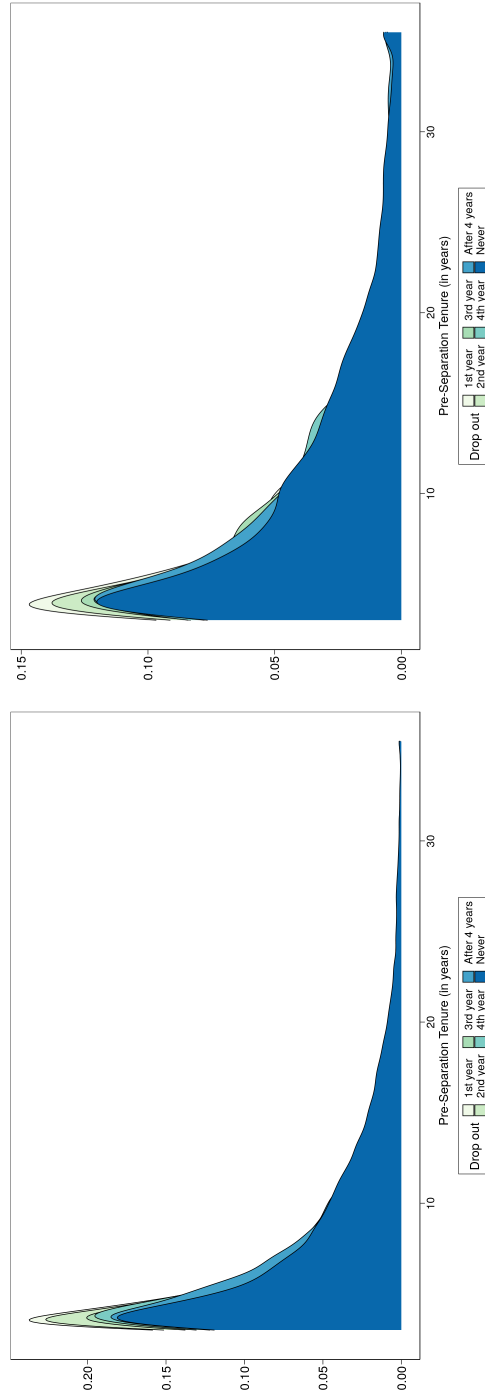 0.20
0.15
0.10
0.05
0.00
10 20 30
Pre-Separation Tenure (in years)
Drop out
1st year 3rd year After 4 years
2nd year 4th year Never
0.15
0.10
0.05
0.00
10 20 30
Pre-Separation Tenure (in years)
Drop out
1st year 3rd year After 4 years
2nd year 4th year Never